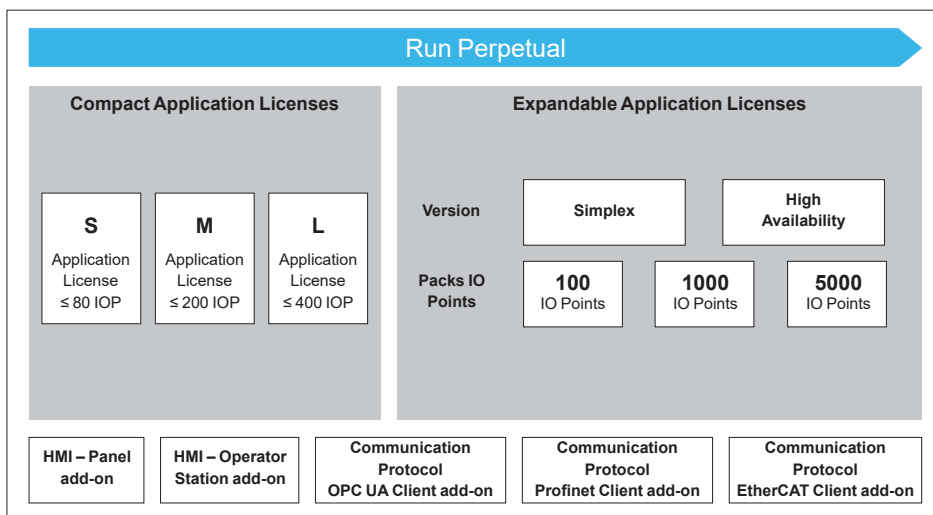 Run Perpetual
Compact Application Licenses
S
Application
License
≤ 80 IOP
M
Application
License
≤ 200 IOP
L
Application
License
≤ 400 IOP
Expandable Application Licenses
Version
Simplex
High
Availability
Packs IO
Points
100
IO Points
1000
IO Points
5000
IO Points
HMI – Panel
add-on
HMI – Operator
Station add-on
Communication
Protocol
OPC UA Client add-on
Communication
Protocol
Profinet Client add-on
Communication
Protocol
EtherCAT Client add-on